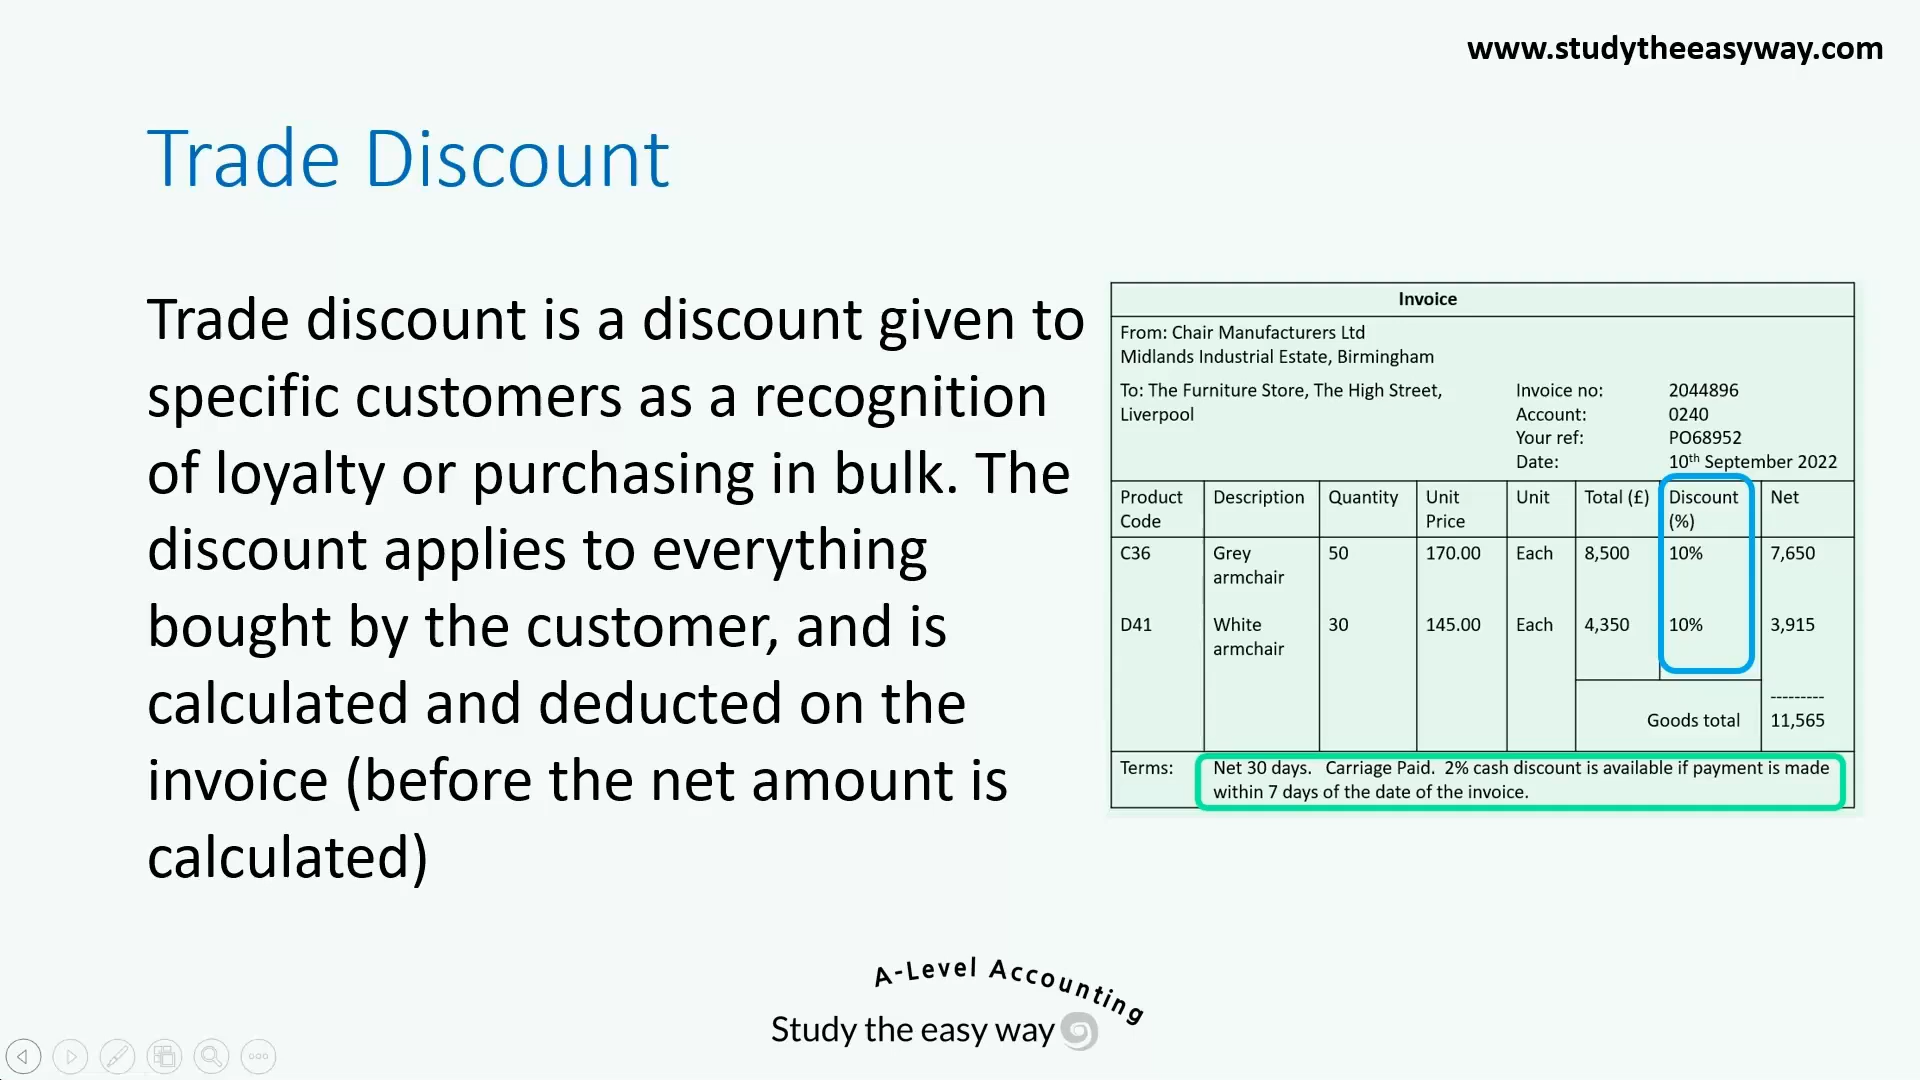 www.studytheeasyway.com
Trade Discount
Trade discount is a discount given to
specific customers as a recognition
of loyalty or purchasing in bulk. The
discount applies to everything
bought by the customer, and is
calculated and deducted on the
invoice (before the net amount is
calculated)
Invoice
From: Chair Manufacturers Ltd
Midlands Industrial Estate, Birmingham
To: The Furniture Store, The High Street,
Liverpool
Invoice no: 2044896
Account: 0240
Your ref: PO68952
Date: 10th September 2022
Product Code Description Quantity Unit Price Unit Total (£) Discount (%) Net
C36 Grey armchair 50 170.00 Each 8,500 10% 7,650
D41 White armchair 30 145.00 Each 4,350 10% 3,915
---------
Goods total 11,565
Terms: Net 30 days. Carriage Paid. 2% cash discount is available if payment is made
within 7 days of the date of the invoice.
A-Level Accounting
Study the easy way